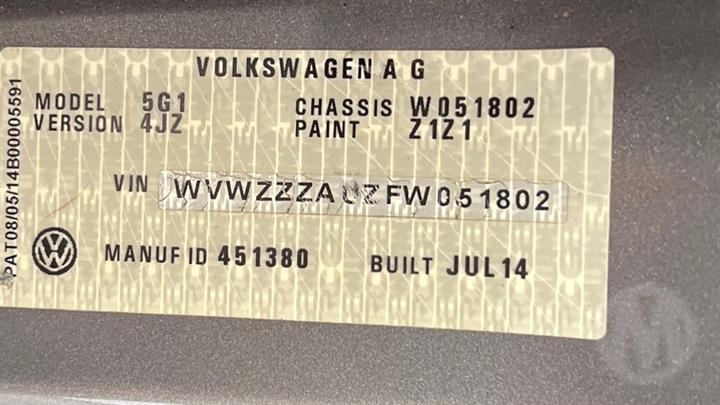 VOLKSWAGEN AG
MODEL 5G1 CHASSIS W051802
VERSION 4JZ PAINT Z1Z1
VIN WVWZZZAUZFW051802
MANUF ID 451380 BUILT JUL14
PAT08/05/14B00005591